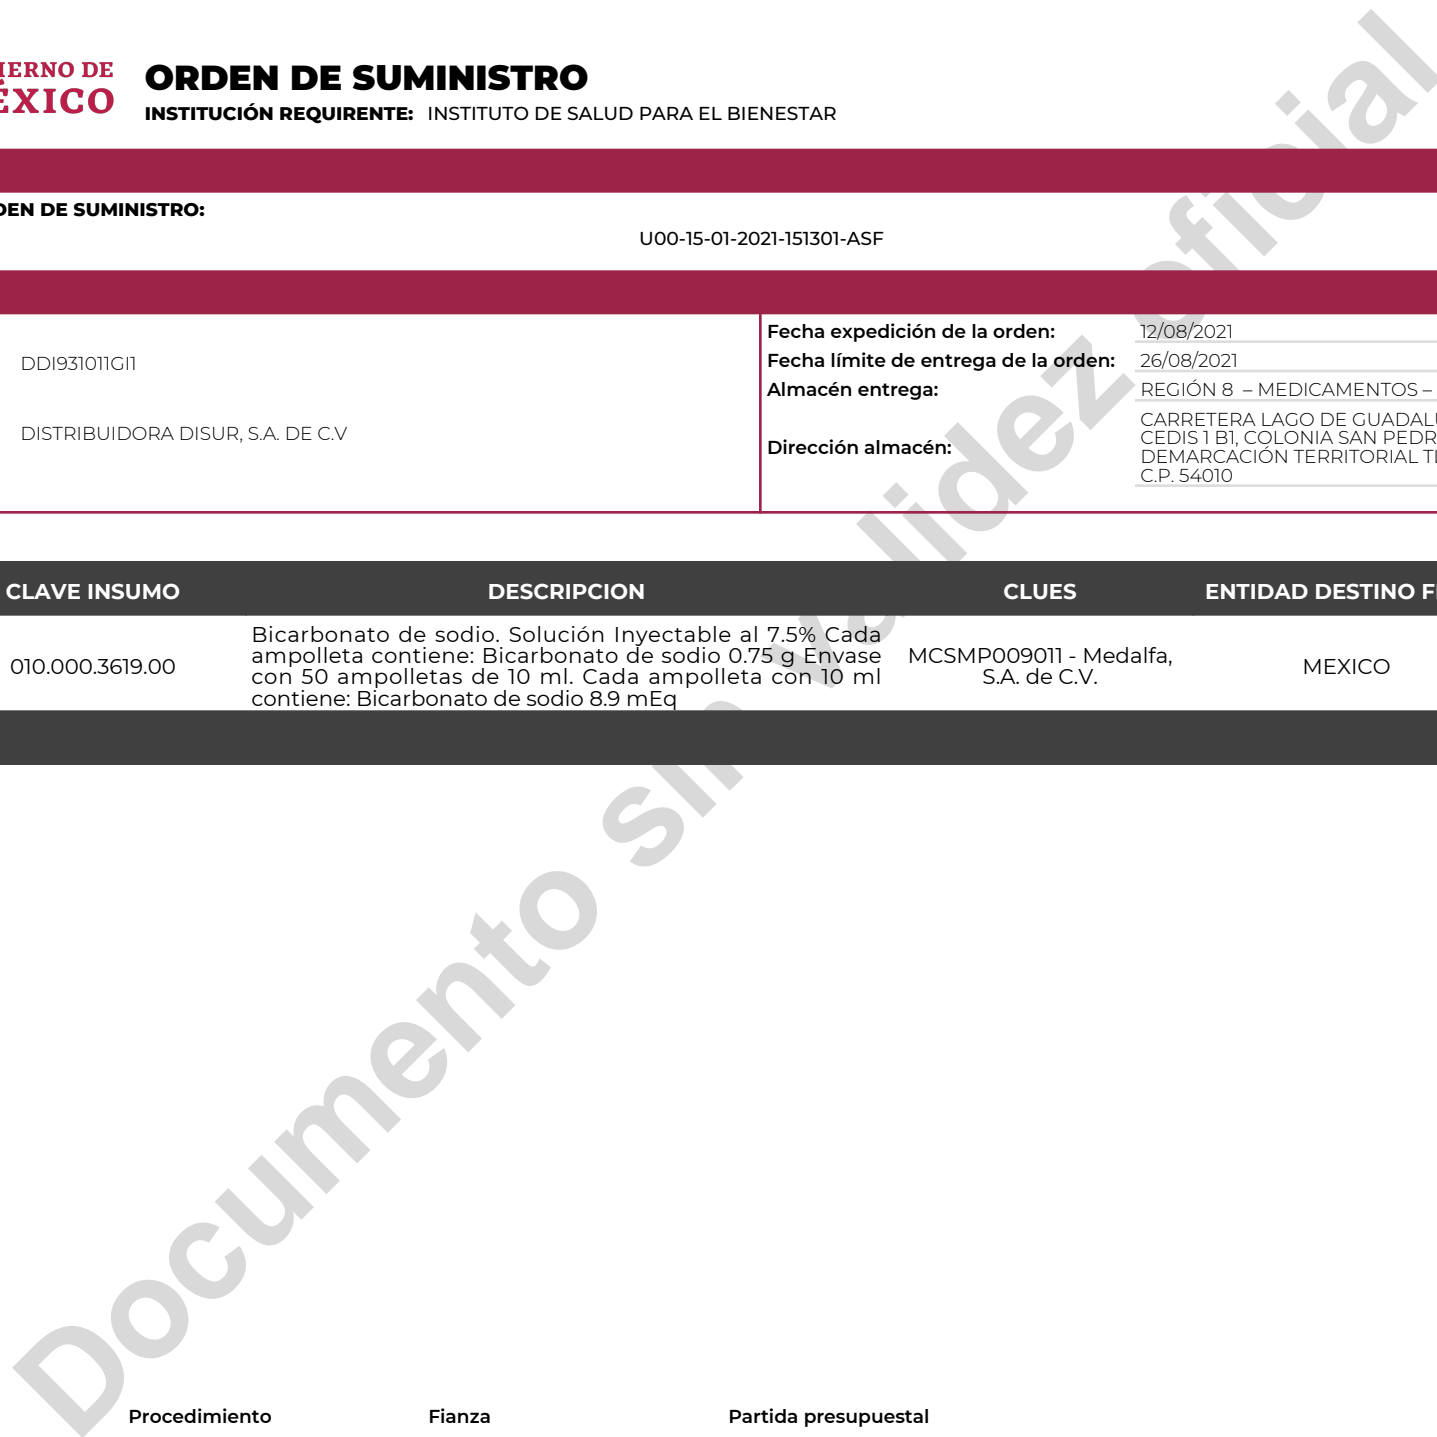 IERNO DE
ÉXICO
ORDEN DE SUMINISTRO
INSTITUCIÓN REQUIRENTE: INSTITUTO DE SALUD PARA EL BIENESTAR
DEN DE SUMINISTRO:
U00-15-01-2021-151301-ASF
DDI931011GI1
DISTRIBUIDORA DISUR, S.A. DE C.V
Fecha expedición de la orden: 12/08/2021
Fecha límite de entrega de la orden: 26/08/2021
Almacén entrega: REGIÓN 8 – MEDICAMENTOS –
Dirección almacén:
CARRETERA LAGO DE GUADALU
CEDIS 1 B1, COLONIA SAN PEDR
DEMARCACIÓN TERRITORIAL TL
C.P. 54010
CLAVE INSUMO DESCRIPCION CLUES ENTIDAD DESTINO FI
010.000.3619.00
Bicarbonato de sodio. Solución Inyectable al 7.5% Cada
ampolleta contiene: Bicarbonato de sodio 0.75 g Envase
con 50 ampolletas de 10 ml. Cada ampolleta con 10 ml
contiene: Bicarbonato de sodio 8.9 mEq
MCSMP009011 - Medalfa,
S.A. de C.V.
MEXICO
Documento sin validez oficial
Procedimiento Fianza Partida presupuestal